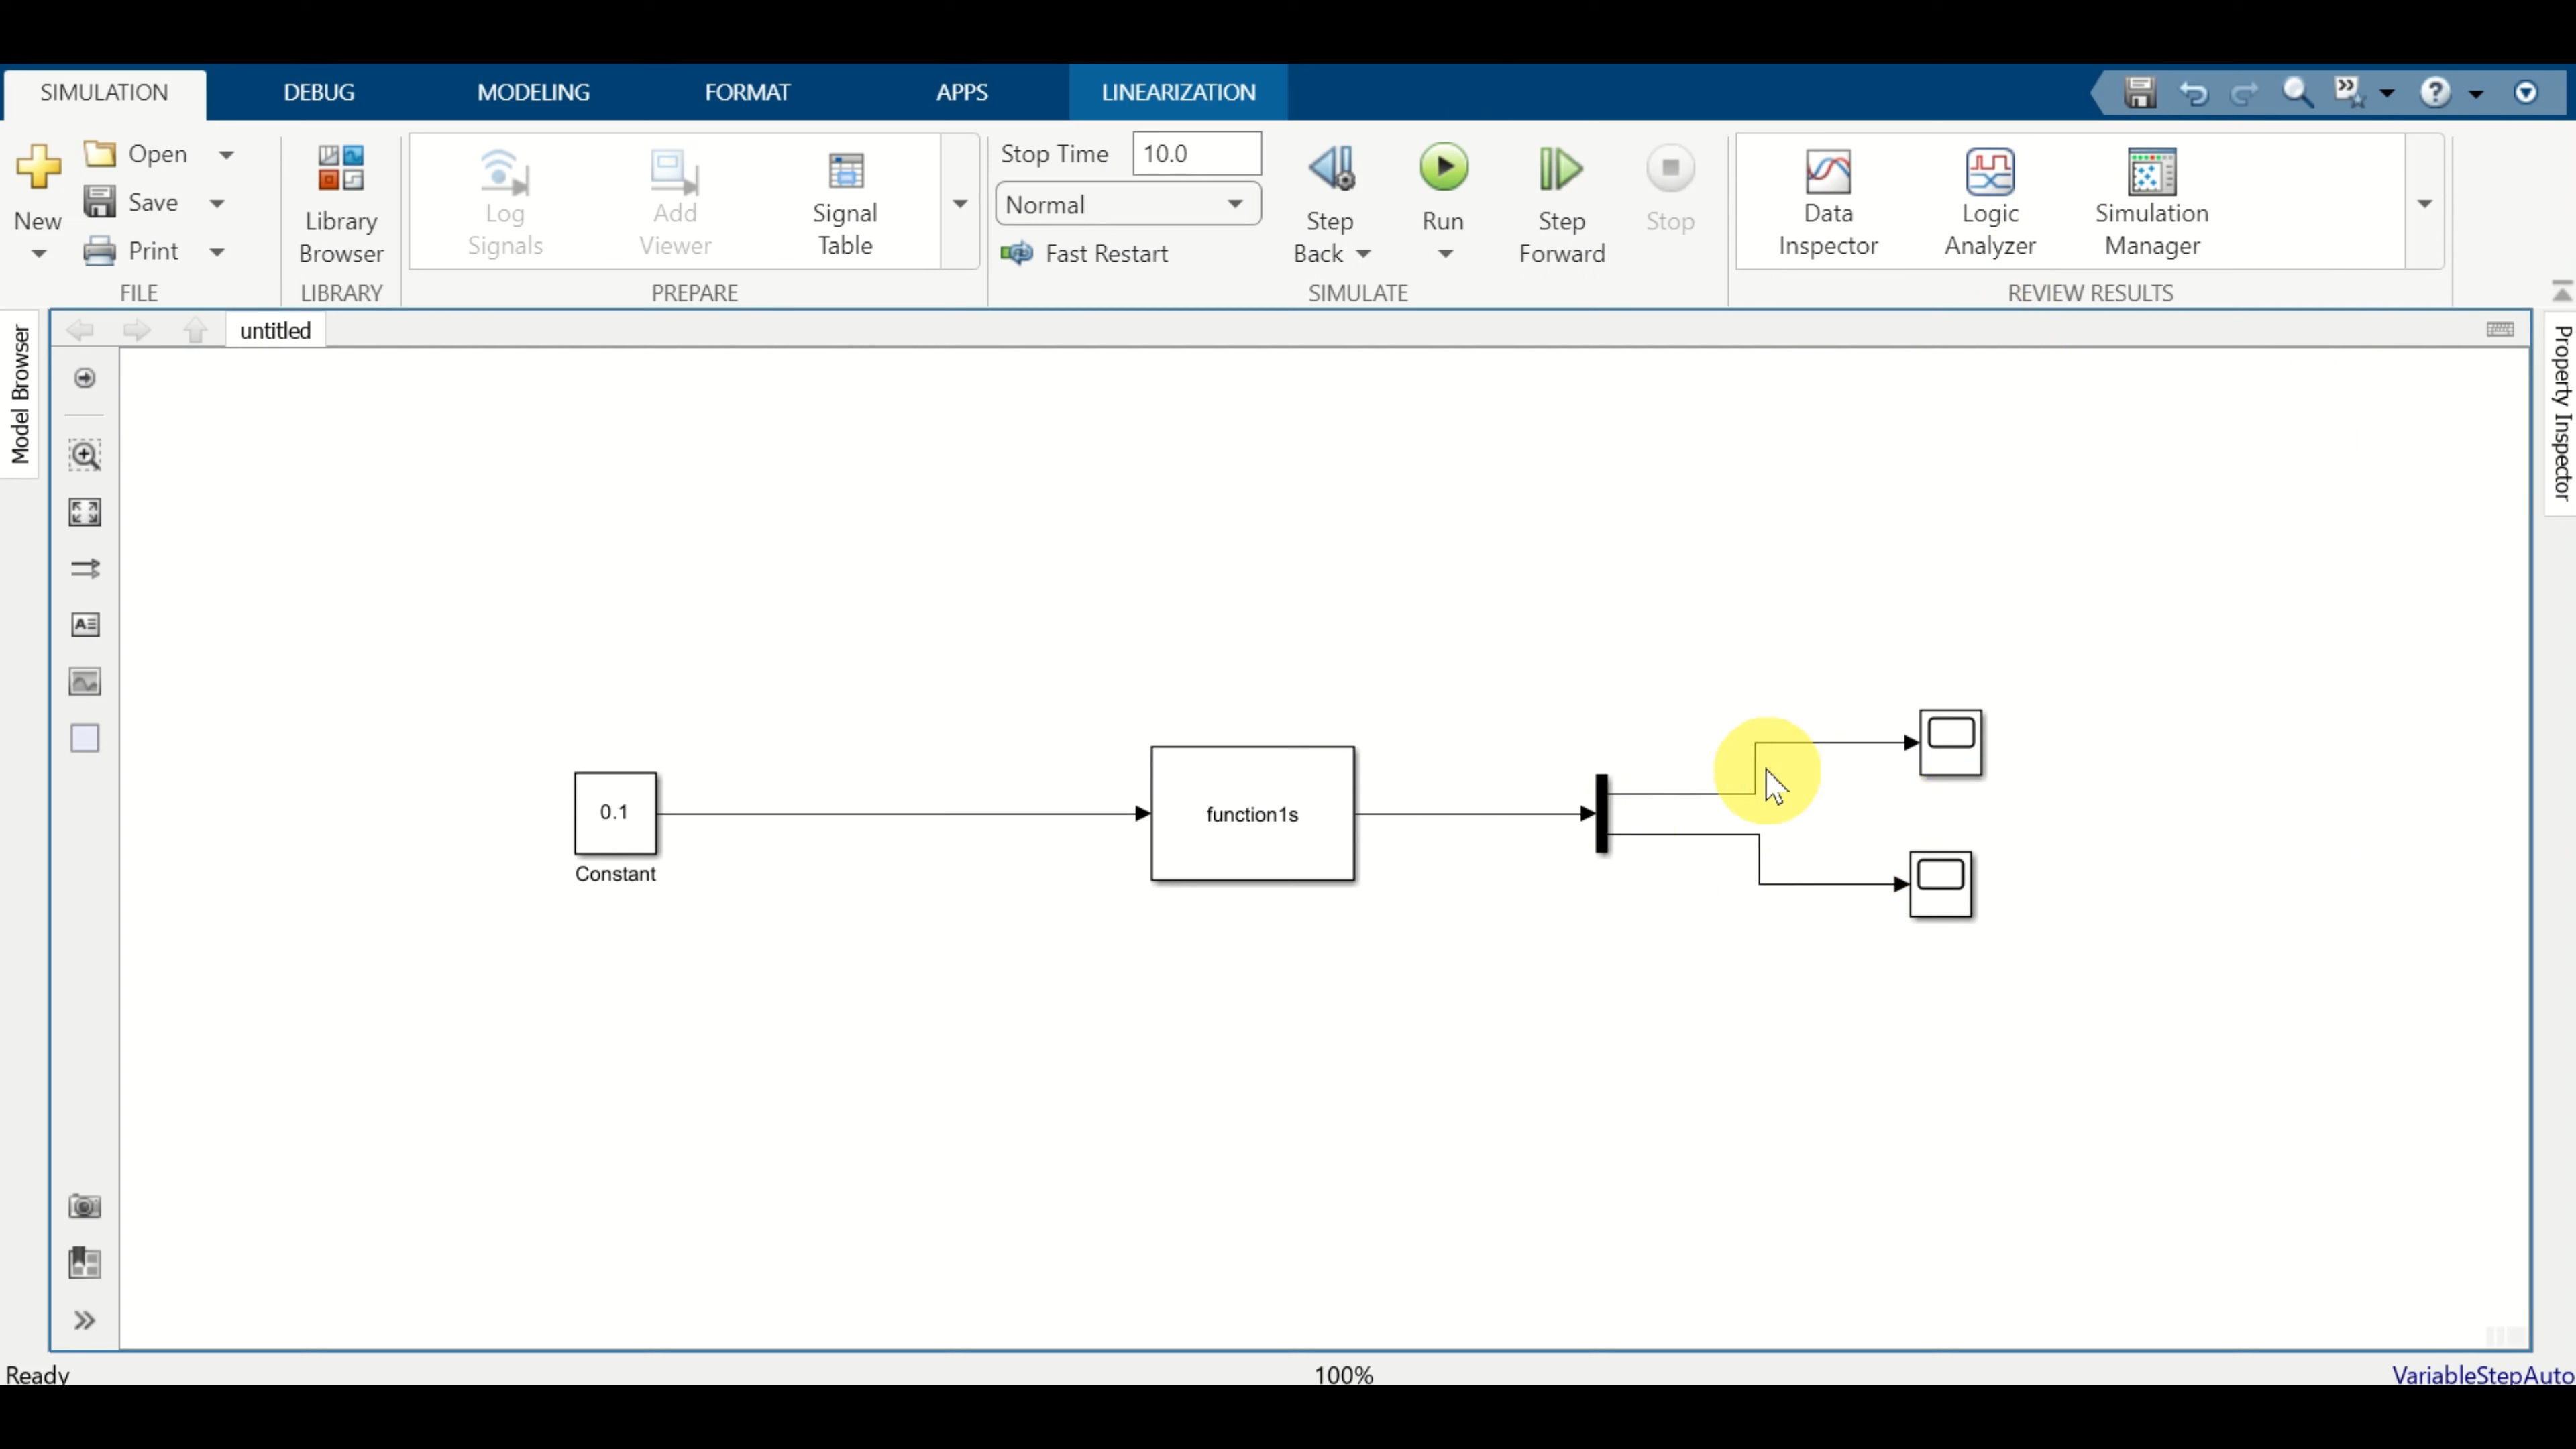 SIMULATION DEBUG MODELING FORMAT APPS LINEARIZATION
New
Open
Save
Print
FILE
Library
Browser
LIBRARY
Log
Signals
Add
Viewer
Signal
Table
PREPARE
Stop Time 10.0
Normal
Fast Restart
Step
Back
Run
Step
Forward
Stop
SIMULATE
Data
Inspector
Logic
Analyzer
Simulation
Manager
REVIEW RESULTS
Model Browser
untitled
Property Inspector
0.1
Constant
function1s
Ready
100%
VariableStepAuto